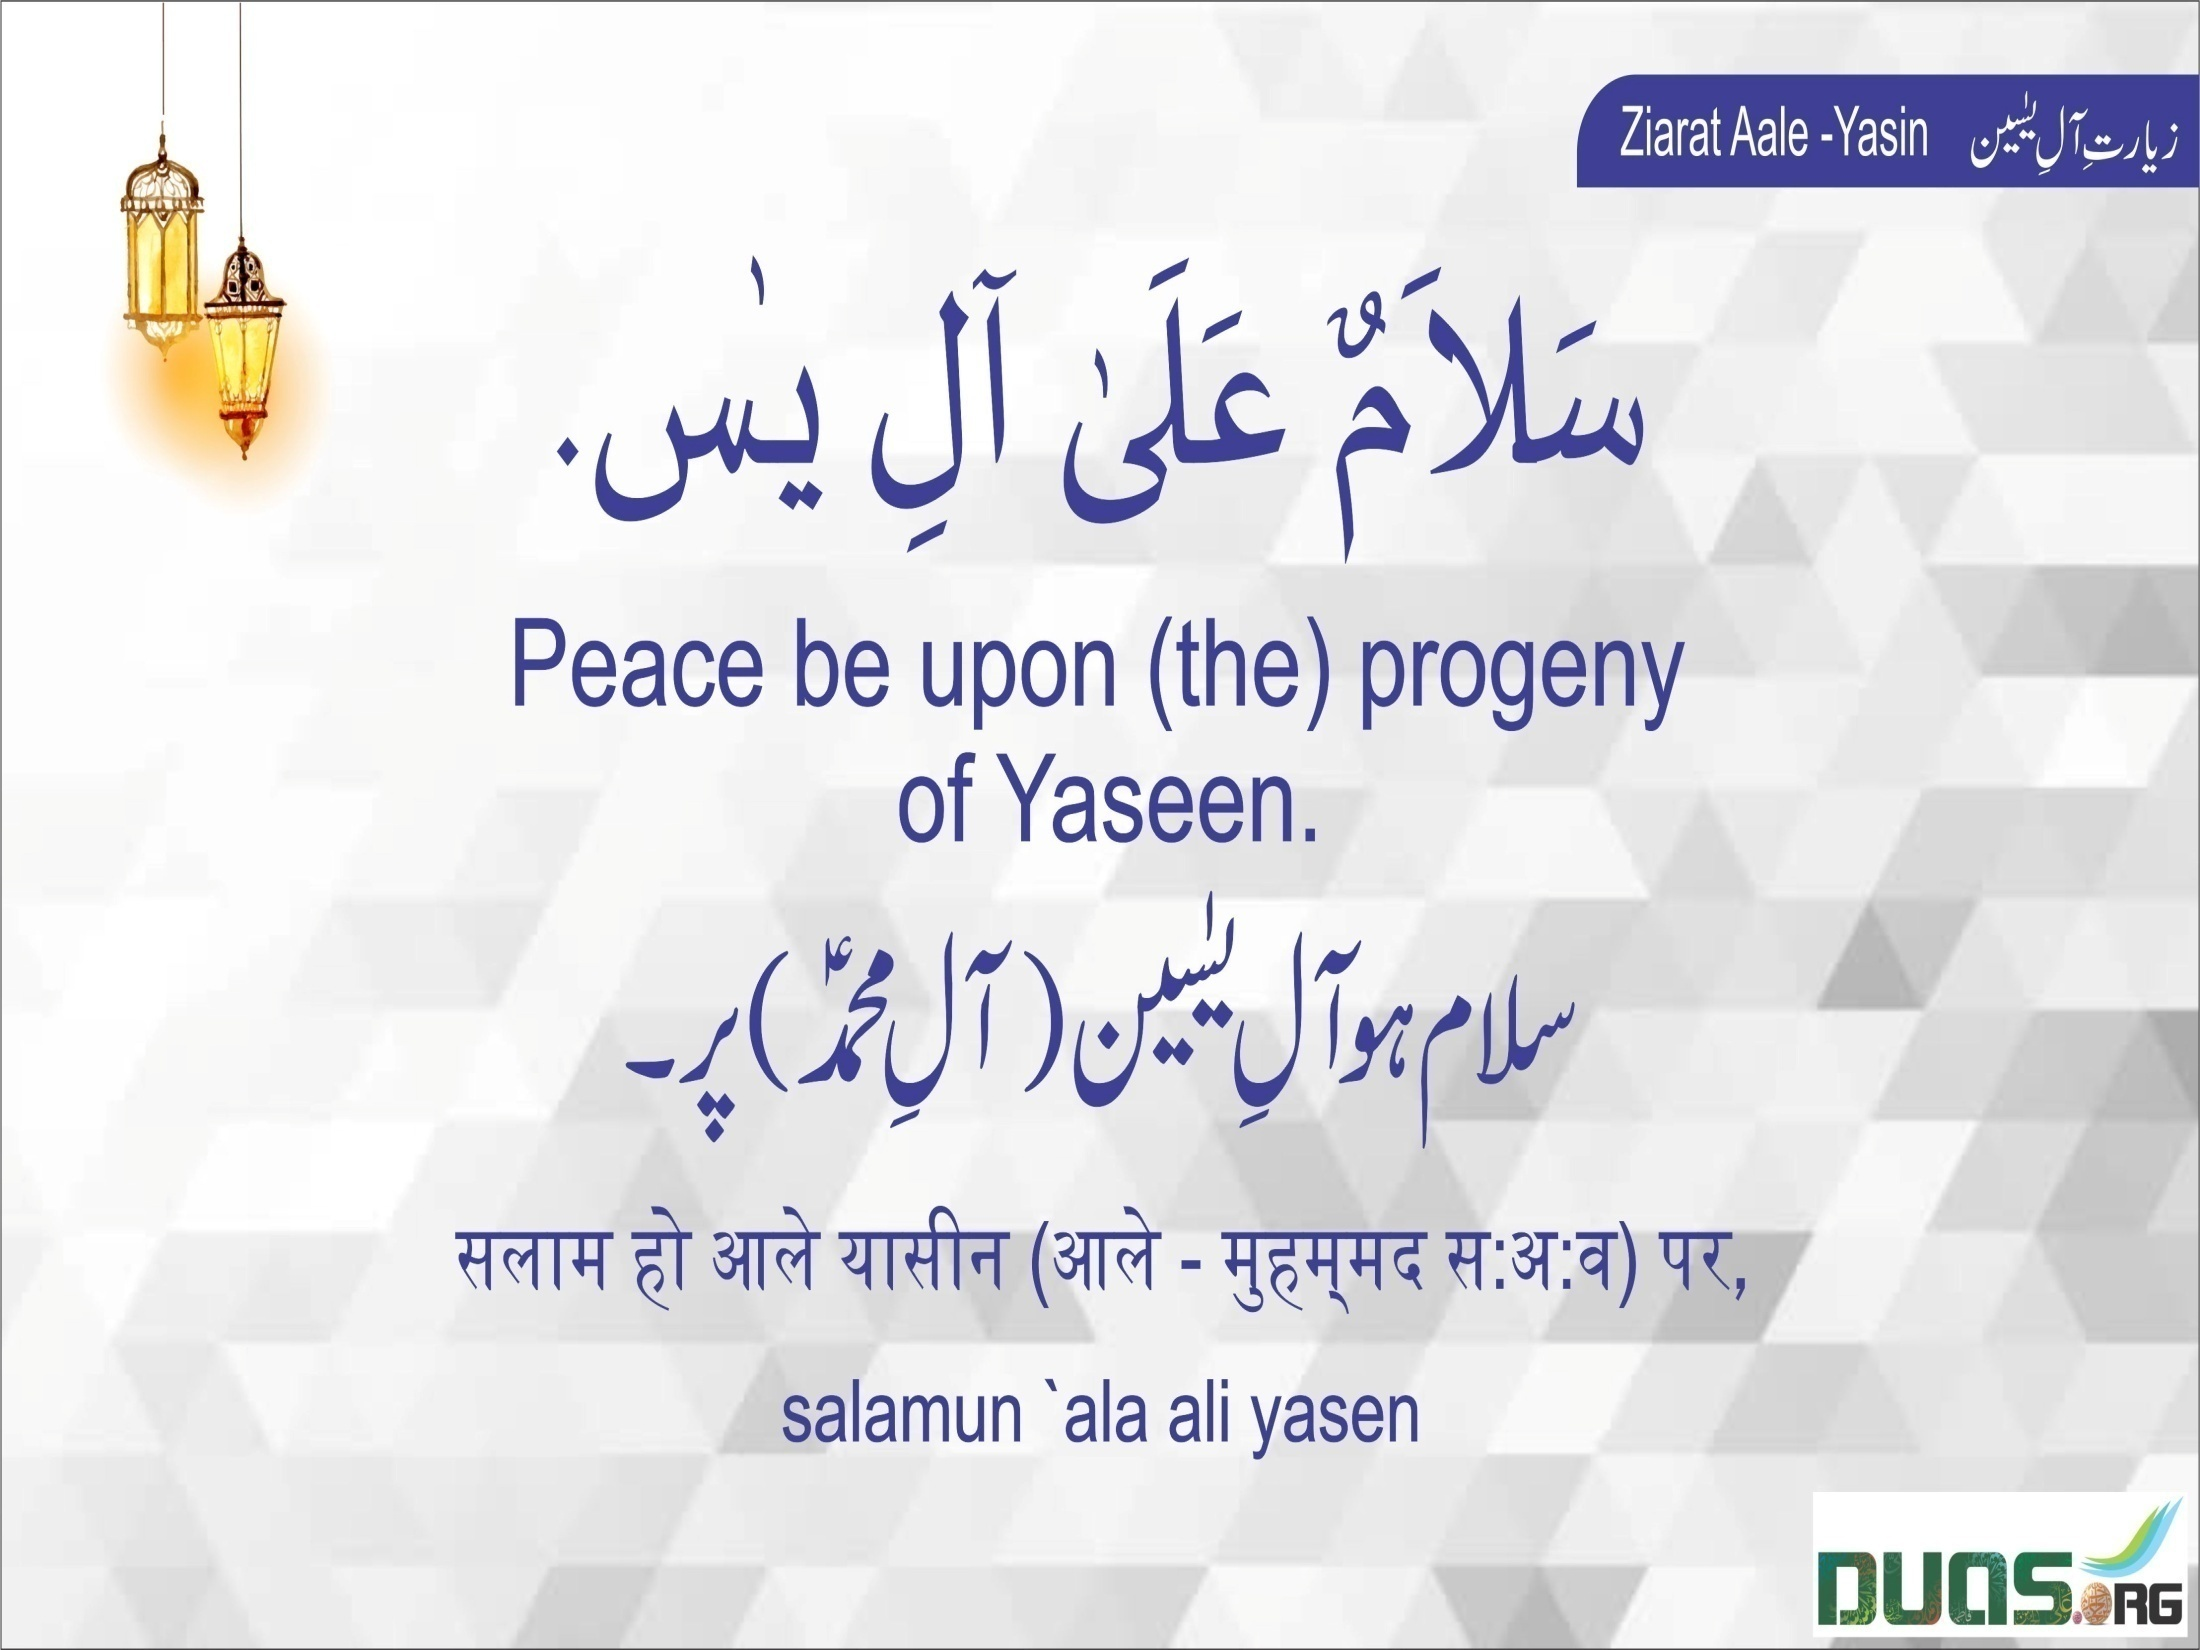 Ziarat Aale -Yasin زیارتِ آلِ یٰسین
سَلاَمٌ عَلَىٰ آلِ يٰس.
Peace be upon (the) progeny
of Yaseen.
سلام ہو آلِ یٰسین (آلِ محمدؑ) پر۔
सलाम हो आले यासीन (आले - मुहम्‌मद स:अ:व) पर,
salamun `ala ali yasen
DUAS.ORG